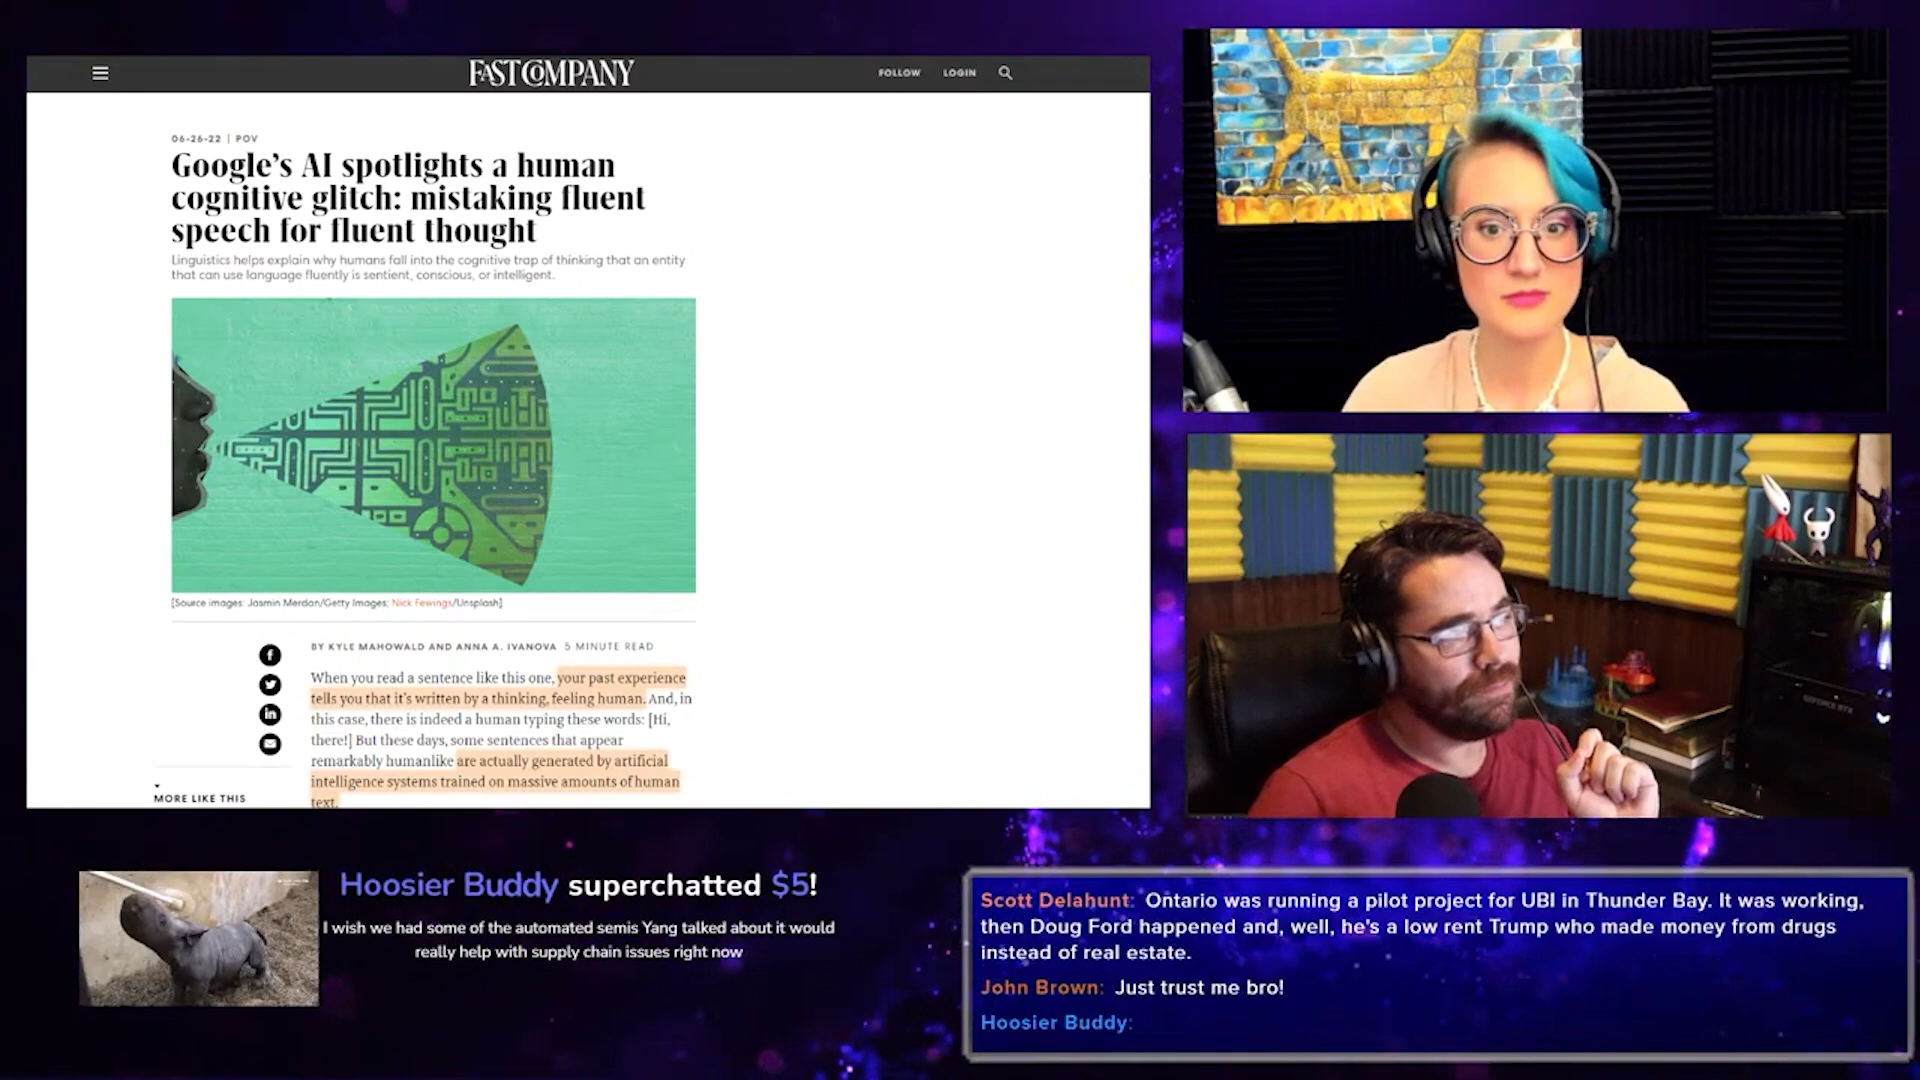 FAST COMPANY
FOLLOW
LOGIN
06-26-22 | POV
Google's AI spotlights a human
cognitive glitch: mistaking fluent
speech for fluent thought
Linguistics helps explain why humans fall into the cognitive trap of thinking that an entity
that can use language fluently is sentient, conscious, or intelligent.
[Source images: Jasmin Merdan/Getty Images; Nick Fewings/Unsplash]
BY KYLE MAHOWALD AND ANNA A. IVANOVA 5 MINUTE READ
When you read a sentence like this one, your past experience
tells you that it's written by a thinking, feeling human. And, in
this case, there is indeed a human typing these words: [Hi,
there!] But these days, some sentences that appear
remarkably humanlike are actually generated by artificial
intelligence systems trained on massive amounts of human
text.
MORE LIKE THIS
GEFORCE RTX
Hoosier Buddy superchatted $5!
I wish we had some of the automated semis Yang talked about it would
really help with supply chain issues right now
Scott Delahunt: Ontario was running a pilot project for UBI in Thunder Bay. It was working,
then Doug Ford happened and, well, he's a low rent Trump who made money from drugs
instead of real estate.
John Brown: Just trust me bro!
Hoosier Buddy: